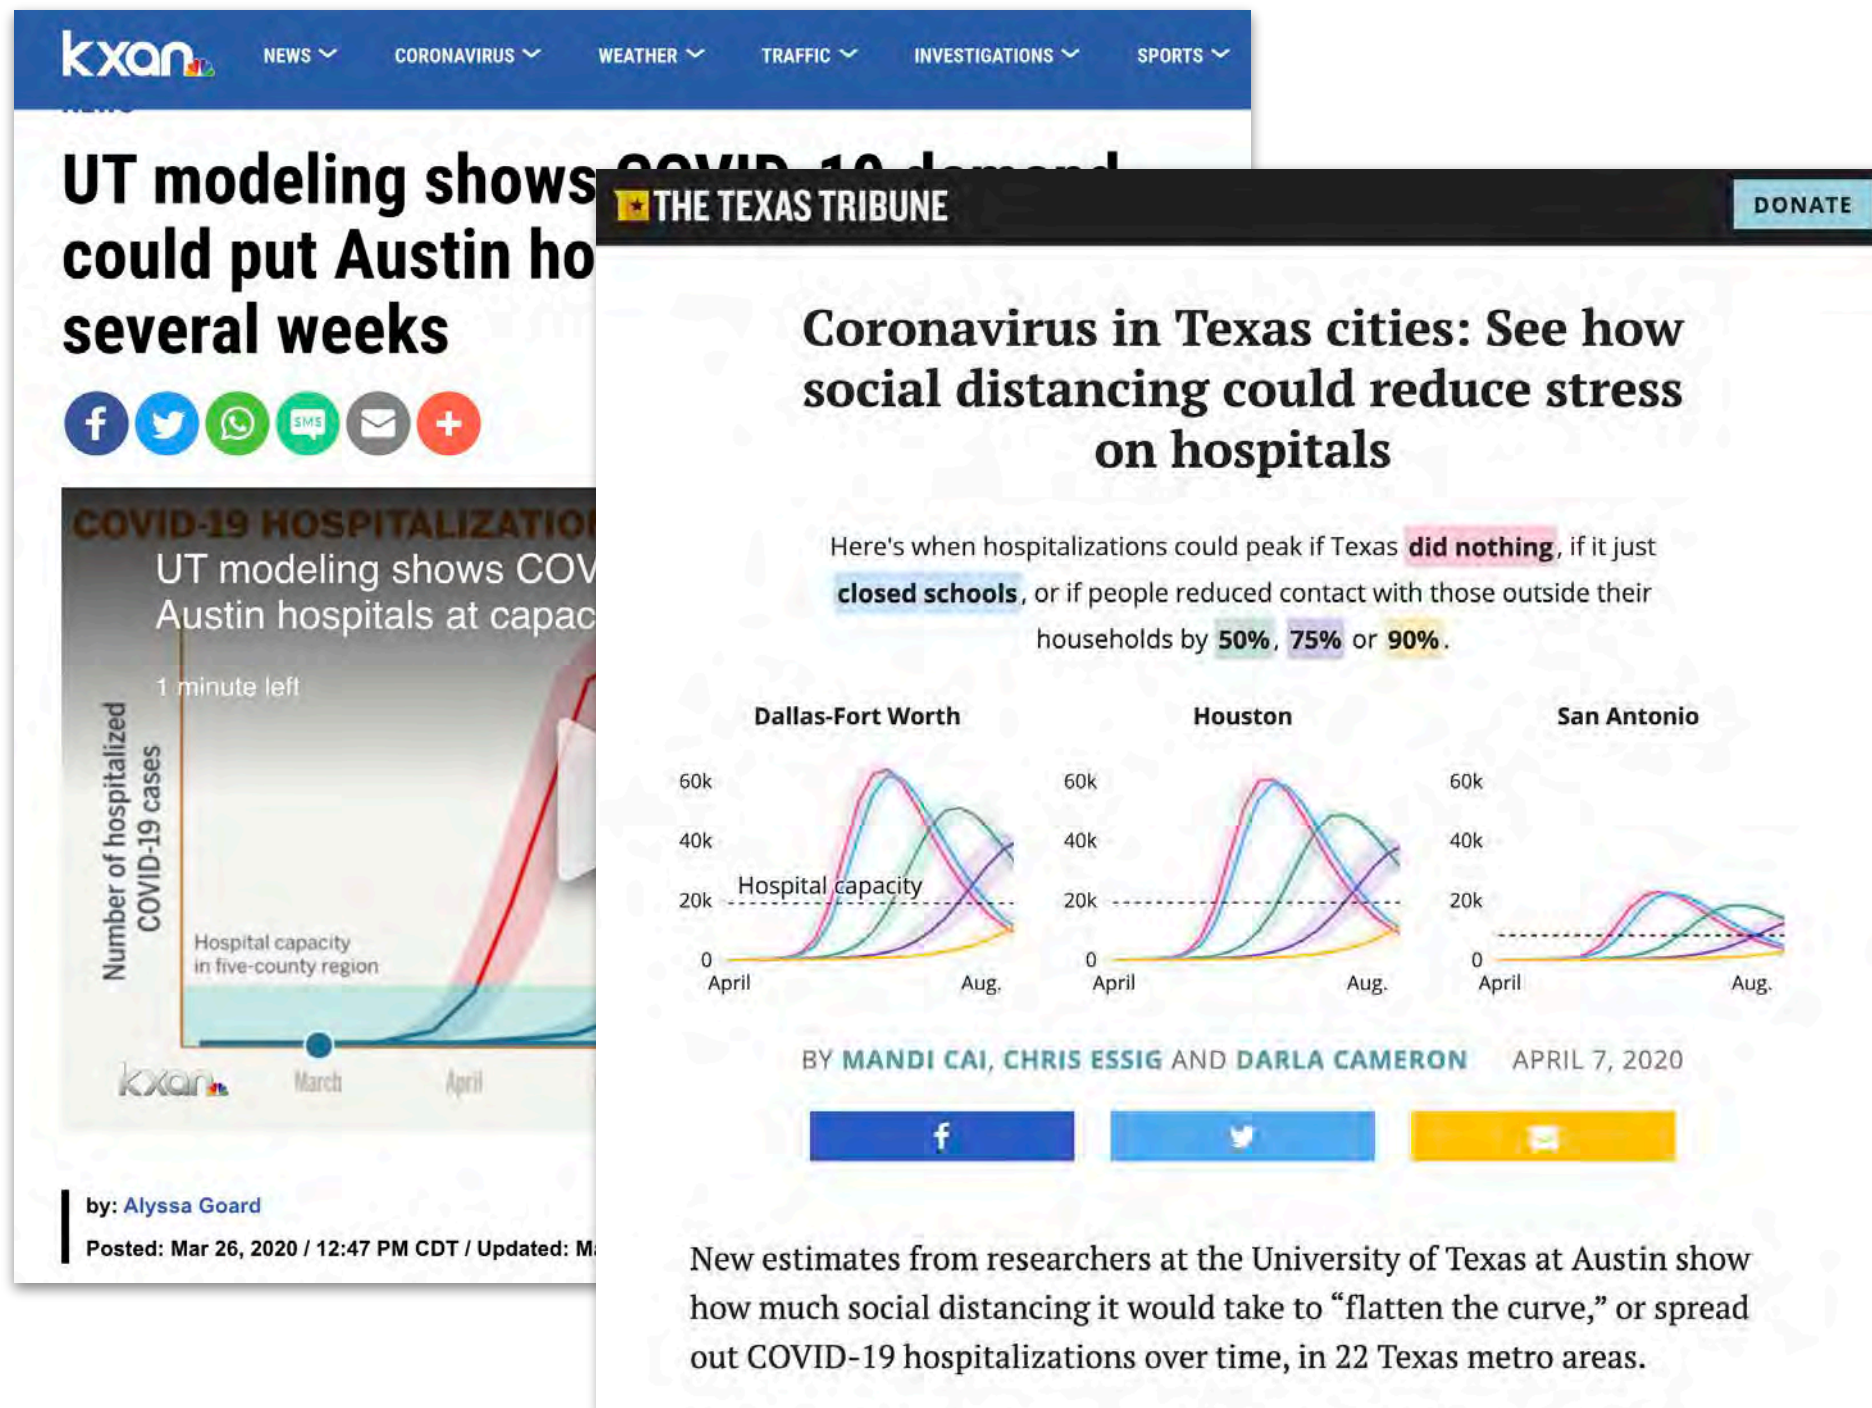 kxan
NEWS
CORONAVIRUS
WEATHER
TRAFFIC
INVESTIGATIONS
SPORTS
UT modeling shows COVID-19 demand
could put Austin ho
several weeks
SMS
COVID-19 HOSPITALIZATIO
UT modeling shows COV
Austin hospitals at capac
1 minute left
Number of hospitalized
COVID-19 cases
Hospital capacity
in five-county region
kxan
March
April
by: Alyssa Goard
Posted: Mar 26, 2020 / 12:47 PM CDT / Updated: Ma
THE TEXAS TRIBUNE
DONATE
Coronavirus in Texas cities: See how
social distancing could reduce stress
on hospitals
Here's when hospitalizations could peak if Texas did nothing, if it just
closed schools, or if people reduced contact with those outside their
households by 50%, 75% or 90%.
Dallas-Fort Worth
60k
40k
Hospital capacity
20k
0
April
Aug.
Houston
60k
40k
20k
0
April
Aug.
San Antonio
60k
40k
20k
0
April
Aug.
BY MANDI CAI, CHRIS ESSIG AND DARLA CAMERON APRIL 7, 2020
New estimates from researchers at the University of Texas at Austin show
how much social distancing it would take to “flatten the curve,” or spread
out COVID-19 hospitalizations over time, in 22 Texas metro areas.